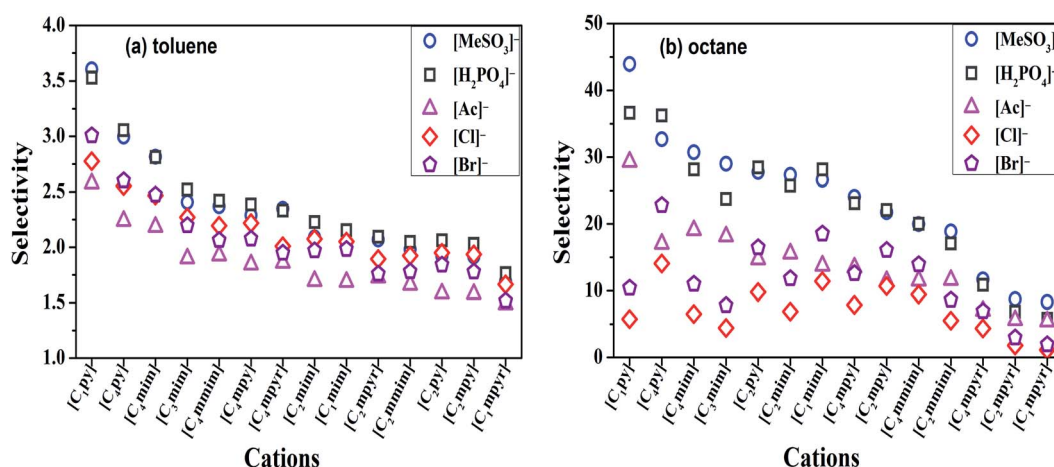 (a) toluene
[MeSO₃]⁻
[H₂PO₄]⁻
[Ac]⁻
[Cl]⁻
[Br]⁻
Selectivity
4.0
3.5
3.0
2.5
2.0
1.5
1.0
[C₁py]
[C₄py]
[C₄mim]
[C₃mim]
[C₄mmim]
[C₄mpy]
[C₄mpyr]
[C₂mim]
[C₁mim]
[C₂mpyr]
[C₂mmim]
[C₂py]
[C₂mpy]
[C₁mpyr]
Cations
(b) octane
[MeSO₃]⁻
[H₂PO₄]⁻
[Ac]⁻
[Cl]⁻
[Br]⁻
Selectivity
50
40
30
20
10
0
[C₁py]
[C₄py]
[C₄mim]
[C₃mim]
[C₂py]
[C₂mim]
[C₁mim]
[C₄mpy]
[C₂mpy]
[C₄mmim]
[C₂mmim]
[C₄mpyr]
[C₂mpyr]
[C₁mpyr]
Cations